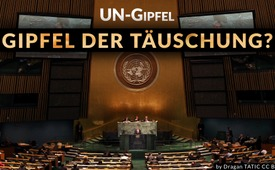 UN-GIPFEL
GIPFEL DER TÄUSCHUNG?
by Dragan TATIC CC B